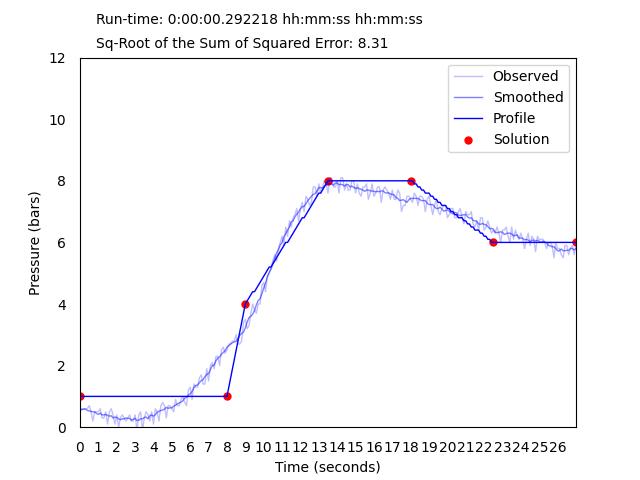 Run-time: 0:00:00.292218 hh:mm:ss hh:mm:ss
Sq-Root of the Sum of Squared Error: 8.31
12
10
8
6
4
2
0
Pressure (bars)
Observed
Smoothed
Profile
Solution
0 1 2 3 4 5 6 7 8 9 10 11 12 13 14 15 16 17 18 19 20 21 22 23 24 25 26
Time (seconds)